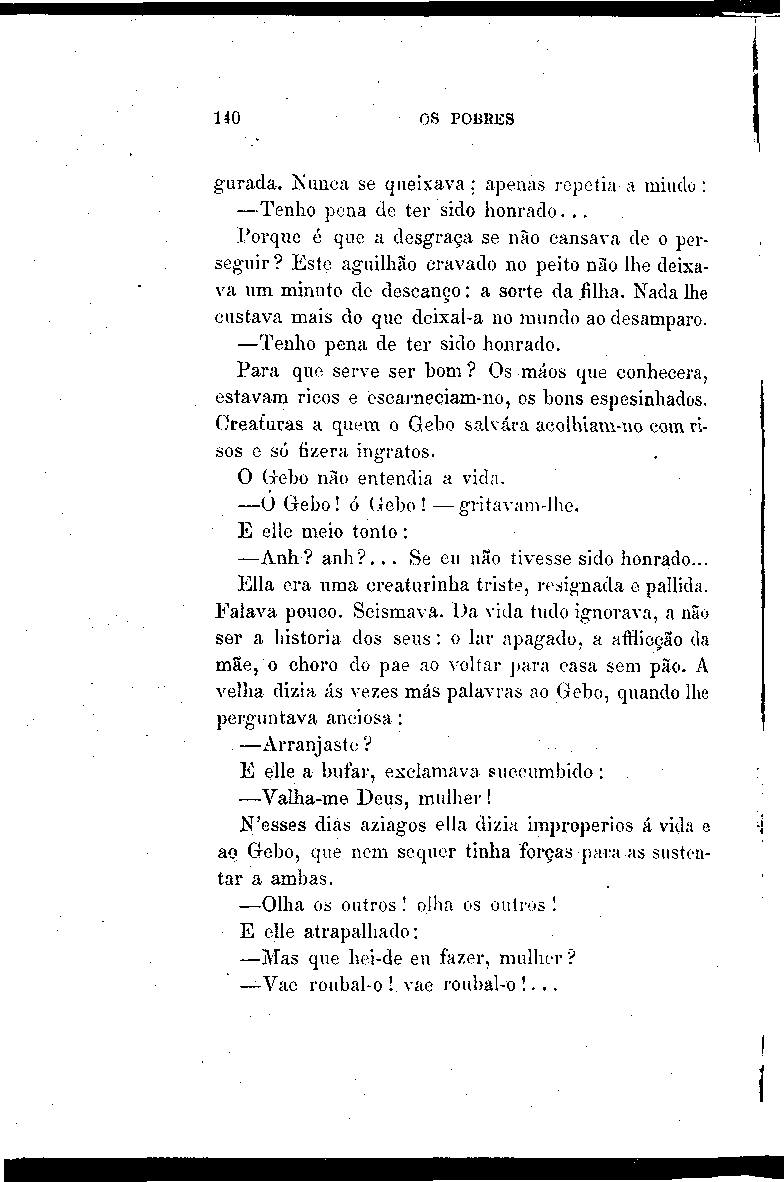 140 OS POBRES
gurada. Nunca se queixava; apenas repetia a miudo:
—Tenho pena de ter sido honrado...
Porque é que a desgraça se não cansava de o per-
seguir? Este aguilhão cravado no peito não lhe deixa-
va um minuto de descanço: a sorte da filha. Nada lhe
custava mais do que deixal-a no mundo ao desamparo.
—Tenho pena de ter sido honrado.
Para que serve ser bom? Os máos que conhecera,
estavam ricos e escarneciam-no, os bons espesinhados.
Creaturas a quem o Gebo salvára acolhiam-no com ri-
sos e só fizera ingratos.
O Gebo não entendia a vida.
—Ó Gebo! ó Gebo!—gritavam-lhe.
E elle meio tonto:
—Anh? anh?... Se eu não tivesse sido honrado...
Ella era uma creaturinha triste, resignada e pallida.
Falava pouco. Scismava. Da vida tudo ignorava, a não
ser a historia dos seus: o lar apagado, a afflicção da
mãe, o choro do pae ao voltar para casa sem pão. A
velha dizia ás vezes más palavras ao Gebo, quando lhe
perguntava anciosa:
—Arranjaste?
E elle a bufar, exclamava succumbido:
—Valha-me Deus, mulher!
N'esses dias aziagos ella dizia improperios á vida e
ao Gebo, que nem sequer tinha forças para as susten-
tar a ambas.
—Olha os outros! olha os outros!
E elle atrapalhado:
—Mas que hei-de eu fazer, mulher?
—Vae roubal-o! vae roubal-o!...